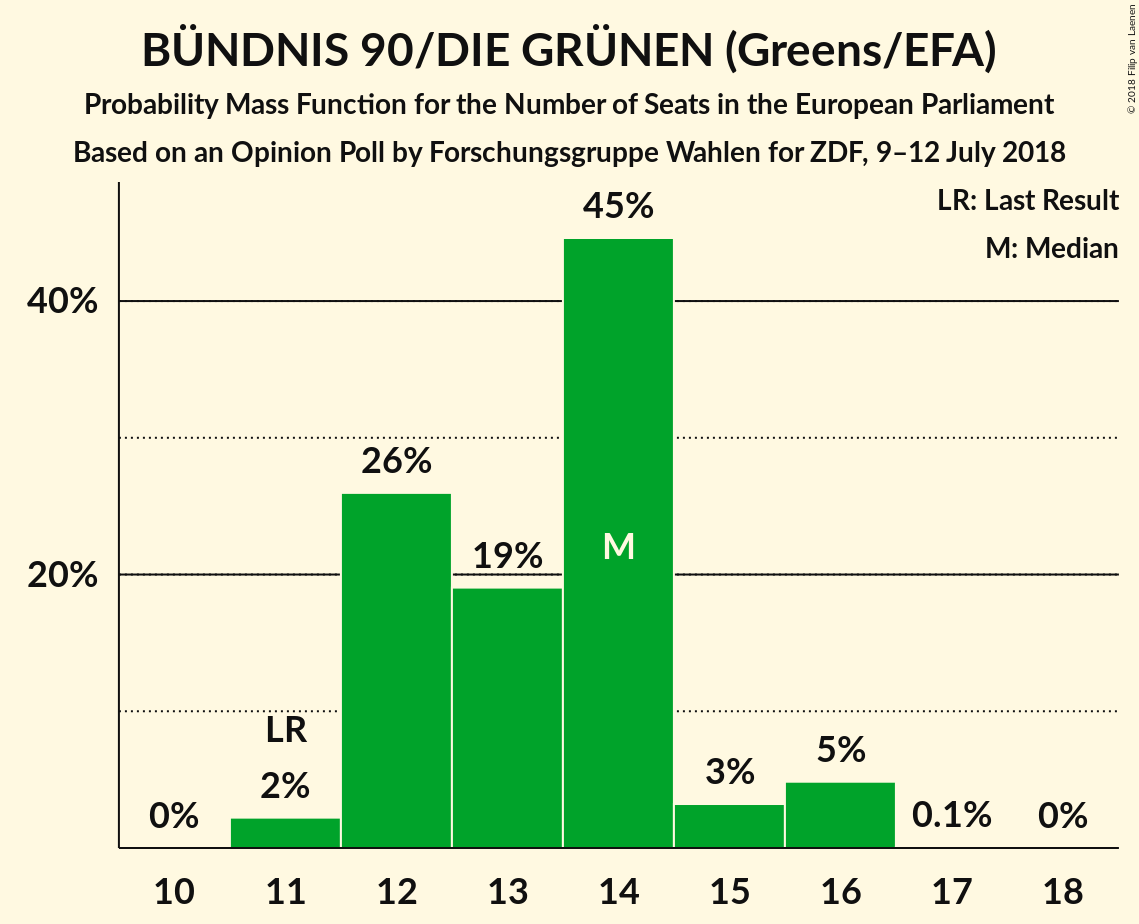 BÜNDNIS 90/DIE GRÜNEN (Greens/EFA)
Probability Mass Function for the Number of Seats in the European Parliament
Based on an Opinion Poll by Forschungsgruppe Wahlen for ZDF, 9–12 July 2018
© 2018 Filip van Laenen
LR: Last Result
M: Median
40%
20%
0%
LR
2%
26%
19%
45%
M
3%
5%
0.1%
0%
10 11 12 13 14 15 16 17 18